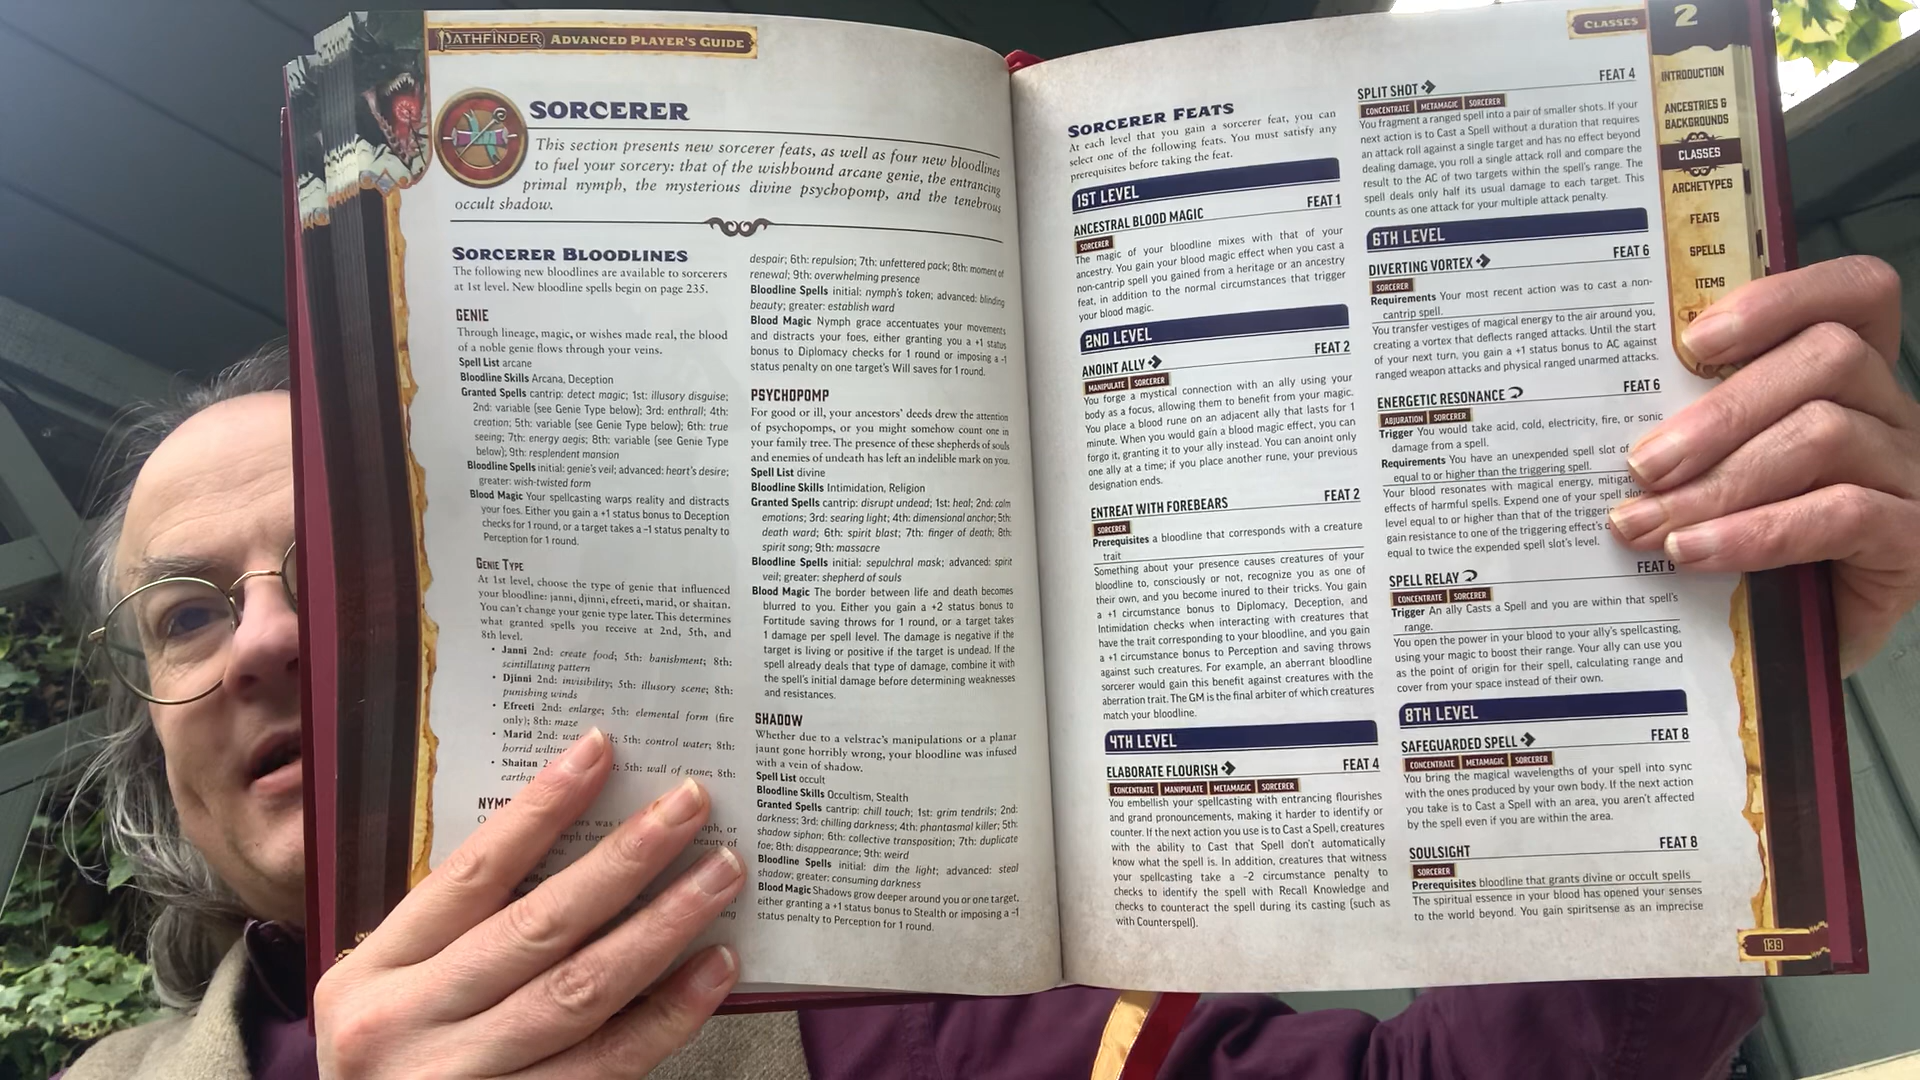 PATHFINDER ADVANCED PLAYER'S GUIDE
SORCERER
This section presents new sorcerer feats, as well as four new bloodlines
to fuel your sorcery: that of the wishbound arcane genie, the entrancing
primal nymph, the mysterious divine psychopomp, and the tenebrous
occult shadow.
SORCERER BLOODLINES
The following new bloodlines are available to sorcerers
at 1st level. New bloodline spells begin on page 235.
GENIE
Through lineage, magic, or wishes made real, the blood
of a noble genie flows through your veins.
Spell List arcane
Bloodline Skills Arcana, Deception
Granted Spells cantrip: detect magic; 1st: illusory disguise;
2nd: variable (see Genie Type below); 3rd: enthrall; 4th:
creation; 5th: variable (see Genie Type below); 6th: true
seeing; 7th: energy aegis; 8th: variable (see Genie Type
below); 9th: resplendent mansion
Bloodline Spells initial: genie's veil; advanced: heart's desire;
greater: wish-twisted form
Blood Magic Your spellcasting warps reality and distracts
your foes. Either you gain a +1 status bonus to Deception
checks for 1 round, or a target takes a -1 status penalty to
Perception for 1 round.
GENIE TYPE
At 1st level, choose the type of genie that influenced
your bloodline: janni, djinni, efreeti, marid, or shaitan.
You can't change your genie type later. This determines
what granted spells you receive at 2nd, 5th, and
8th level.
• Janni 2nd: create food; 5th: banishment; 8th:
scintillating pattern
• Djinni 2nd: invisibility; 5th: illusory scene; 8th:
punishing winds
• Efreeti 2nd: enlarge; 5th: elemental form (fire
only); 8th: maze
• Marid 2nd: 5th: control water; 8th:
horrid wilting
• Shaitan 5th: wall of stone; 8th:
despair; 6th: repulsion; 7th: unfettered pack; 8th: moment of
renewal; 9th: overwhelming presence
Bloodline Spells initial: nymph's token; advanced: blinding
beauty; greater: establish ward
Blood Magic Nymph grace accentuates your movements
and distracts your foes, either granting you a +1 status
bonus to Diplomacy checks for 1 round or imposing a -1
status penalty on one target's Will saves for 1 round.
PSYCHOPOMP
For good or ill, your ancestors' deeds drew the attention
of psychopomps, or you might somehow count one in
your family tree. The presence of these shepherds of souls
and enemies of undeath has left an indelible mark on you.
Spell List divine
Bloodline Skills Intimidation, Religion
Granted Spells cantrip: disrupt undead; 1st: heal; 2nd: calm
emotions; 3rd: searing light; 4th: dimensional anchor; 5th:
death ward; 6th: spirit blast; 7th: finger of death; 8th:
spirit song; 9th: massacre
Bloodline Spells initial: sepulchral mask; advanced: spirit
veil; greater: shepherd of souls
Blood Magic The border between life and death becomes
blurred to you. Either you gain a +2 status bonus to
Fortitude saving throws for 1 round, or a target takes
1 damage per spell level. The damage is negative if the
target is living or positive if the target is undead. If the
spell already deals that type of damage, combine it with
the spell's initial damage before determining weaknesses
and resistances.
SHADOW
Whether due to a velstrac's manipulations or a planar
jaunt gone horribly wrong, your bloodline was infused
with a vein of shadow.
Spell List occult
Bloodline Skills Occultism, Stealth
Granted Spells cantrip: chill touch; 1st: grim tendrils; 2nd:
darkness; 3rd: chilling darkness; 4th: phantasmal killer; 5th:
shadow siphon; 6th: collective transposition; 7th: duplicate
foe; 8th: disappearance; 9th: weird
Bloodline Spells initial: dim the light; advanced: steal
shadow; greater: consuming darkness
Blood Magic Shadows grow deeper around you or one target,
either granting a +1 status bonus to Stealth or imposing a -1
status penalty to Perception for 1 round.
SORCERER FEATS
At each level that you gain a sorcerer feat, you can
select one of the following feats. You must satisfy any
prerequisites before taking the feat.
1ST LEVEL
ANCESTRAL BLOOD MAGIC FEAT 1
SORCERER
The magic of your bloodline mixes with that of your
ancestry. You gain your blood magic effect when you cast a
non-cantrip spell you gained from a heritage or an ancestry
feat, in addition to the normal circumstances that trigger
your blood magic.
2ND LEVEL
ANOINT ALLY FEAT 2
MANIPULATE SORCERER
You forge a mystical connection with an ally using your
body as a focus, allowing them to benefit from your magic.
You place a blood rune on an adjacent ally that lasts for 1
minute. When you would gain a blood magic effect, you can
forgo it, granting it to your ally instead. You can anoint only
one ally at a time; if you place another rune, your previous
designation ends.
ENTREAT WITH FOREBEARS FEAT 2
SORCERER
Prerequisites a bloodline that corresponds with a creature
trait
Something about your presence causes creatures of your
bloodline to, consciously or not, recognize you as one of
their own, and you become inured to their tricks. You gain
a +1 circumstance bonus to Diplomacy, Deception, and
Intimidation checks when interacting with creatures that
have the trait corresponding to your bloodline, and you gain
a +1 circumstance bonus to Perception and saving throws
against such creatures. For example, an aberrant bloodline
sorcerer would gain this benefit against creatures with the
aberration trait. The GM is the final arbiter of which creatures
match your bloodline.
4TH LEVEL
ELABORATE FLOURISH FEAT 4
CONCENTRATE MANIPULATE METAMAGIC SORCERER
You embellish your spellcasting with entrancing flourishes
and grand pronouncements, making it harder to identify or
counter. If the next action you use is to Cast a Spell, creatures
with the ability to Cast that Spell don't automatically
know what the spell is. In addition, creatures that witness
your spellcasting take a -2 circumstance penalty to
checks to identify the spell with Recall Knowledge and
checks to counteract the spell during its casting (such as
with Counterspell).
SPLIT SHOT FEAT 4
CONCENTRATE METAMAGIC SORCERER
You fragment a ranged spell into a pair of smaller shots. If your
next action is to Cast a Spell without a duration that requires
an attack roll against a single target and has no effect beyond
dealing damage, you roll a single attack roll and compare the
result to the AC of two targets within the spell's range. The
spell deals only half its usual damage to each target. This
counts as one attack for your multiple attack penalty.
6TH LEVEL
DIVERTING VORTEX FEAT 6
SORCERER
Requirements Your most recent action was to cast a non-
cantrip spell.
You transfer vestiges of magical energy to the air around you,
creating a vortex that deflects ranged attacks. Until the start
of your next turn, you gain a +1 status bonus to AC against
ranged weapon attacks and physical ranged unarmed attacks.
ENERGETIC RESONANCE FEAT 6
ABJURATION SORCERER
Trigger You would take acid, cold, electricity, fire, or sonic
damage from a spell.
Requirements You have an unexpended spell slot of
equal to or higher than the triggering spell.
Your blood resonates with magical energy, mitigat
effects of harmful spells. Expend one of your spell slots
level equal to or higher than that of the triggeri
gain resistance to one of the triggering effect's
equal to twice the expended spell slot's level.
SPELL RELAY FEAT 6
CONCENTRATE SORCERER
Trigger An ally Casts a Spell and you are within that spell's
range.
You open the power in your blood to your ally's spellcasting,
using your magic to boost their range. Your ally can use you
as the point of origin for their spell, calculating range and
cover from your space instead of their own.
8TH LEVEL
SAFEGUARDED SPELL FEAT 8
CONCENTRATE METAMAGIC SORCERER
You bring the magical wavelengths of your spell into sync
with the ones produced by your own body. If the next action
you take is to Cast a Spell with an area, you aren't affected
by the spell even if you are within the area.
SOULSIGHT FEAT 8
SORCERER
Prerequisites bloodline that grants divine or occult spells
The spiritual essence in your blood has opened your senses
to the world beyond. You gain spiritsense as an imprecise
CLASSES
2
INTRODUCTION
ANCESTRIES &
BACKGROUNDS
CLASSES
ARCHETYPES
FEATS
SPELLS
ITEMS
139